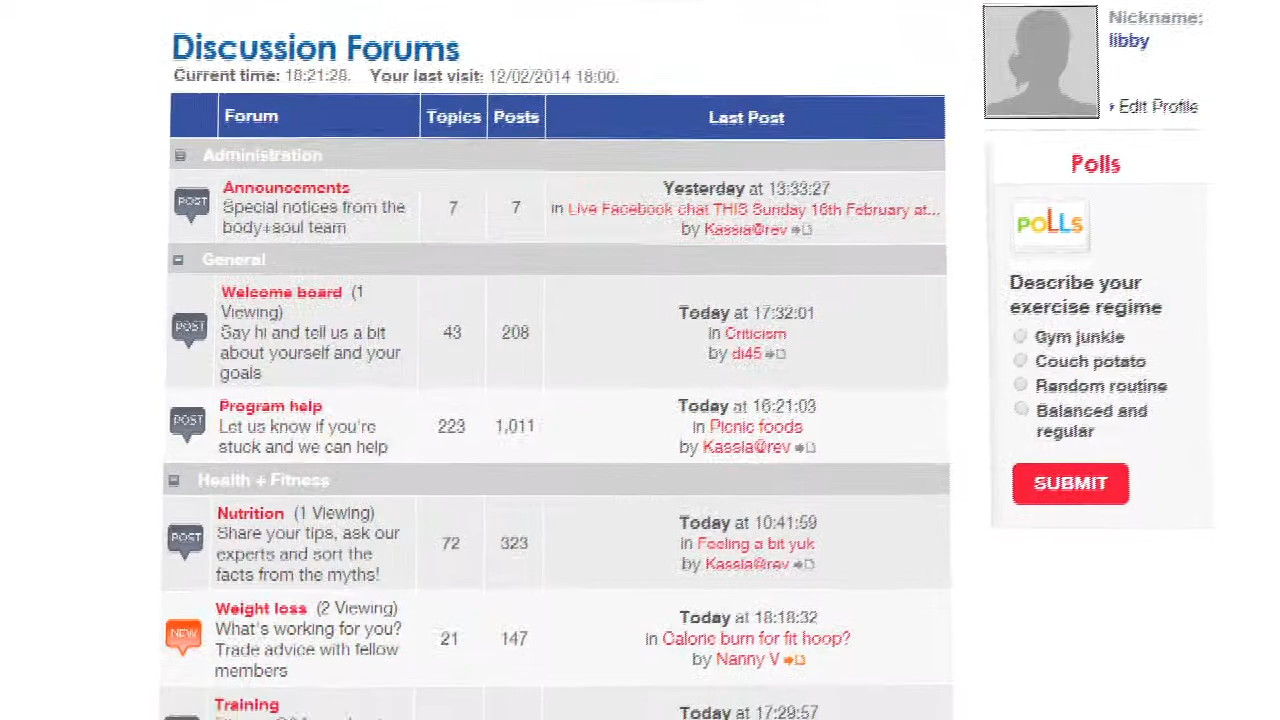 Discussion Forums
Current time: 18:21:28. Your last visit: 12/02/2014 18:00.
Forum Topics Posts Last Post
Administration
POST
Announcements
Special notices from the
body+soul team
7 7
Yesterday at 13:33:27
in Live Facebook chat THIS Sunday 16th February at...
by Kassia@rev
General
POST
Welcome board (1
Viewing)
Say hi and tell us a bit
about yourself and your
goals
43 208
Today at 17:32:01
in Criticism
by di45
POST
Program help
Let us know if you're
stuck and we can help
223 1,011
Today at 16:21:03
in Picnic foods
by Kassia@rev
Health + Fitness
POST
Nutrition (1 Viewing)
Share your tips, ask our
experts and sort the
facts from the myths!
72 323
Today at 10:41:59
in Feeling a bit yuk
by Kassia@rev
NEW
Weight loss (2 Viewing)
What's working for you?
Trade advice with fellow
members
21 147
Today at 18:18:32
in Calorie burn for fit hoop?
by Nanny V
Training
Today at 17:29:57
Nickname:
libby
Edit Profile
Polls
POLLS
Describe your
exercise regime
Gym junkie
Couch potato
Random routine
Balanced and
regular
SUBMIT